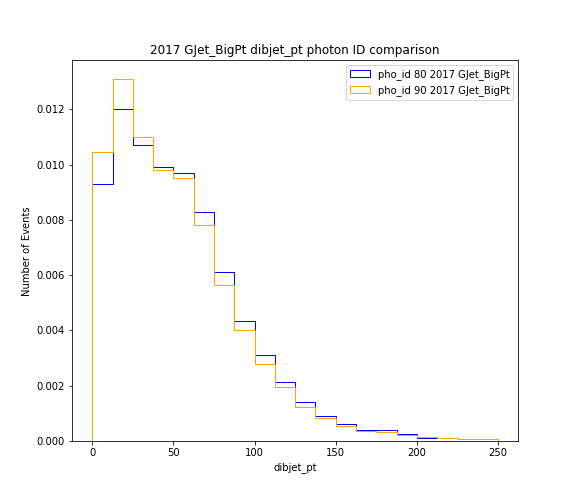 2017 GJet_BigPt dibjet_pt photon ID comparison
pho_id 80 2017 GJet_BigPt
pho_id 90 2017 GJet_BigPt
Number of Events
0.012
0.010
0.008
0.006
0.004
0.002
0.000
0 50 100 150 200 250
dibjet_pt